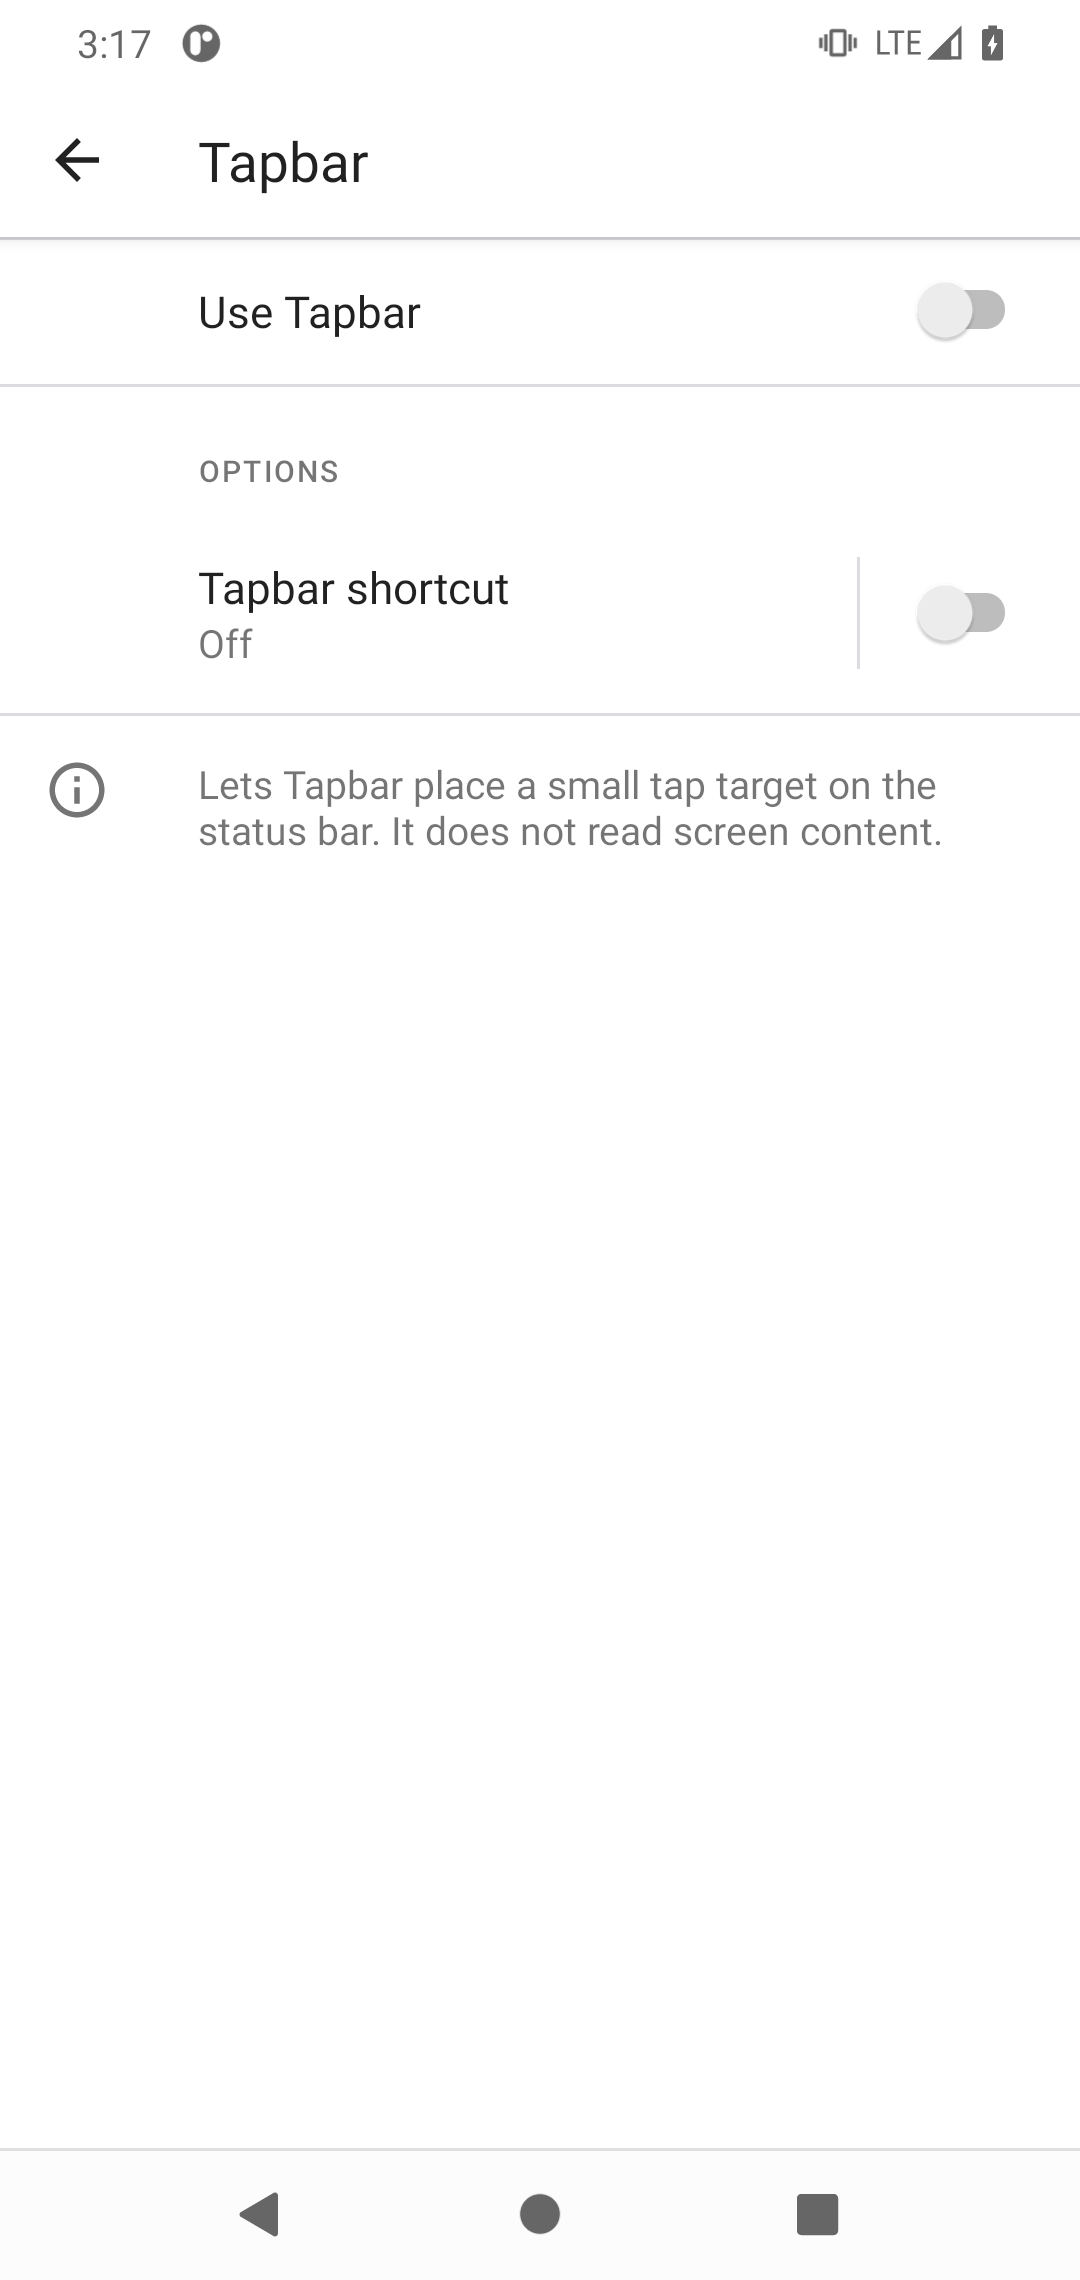 3:17
LTE
Tapbar
Use Tapbar
OPTIONS
Tapbar shortcut
Off
Lets Tapbar place a small tap target on the
status bar. It does not read screen content.